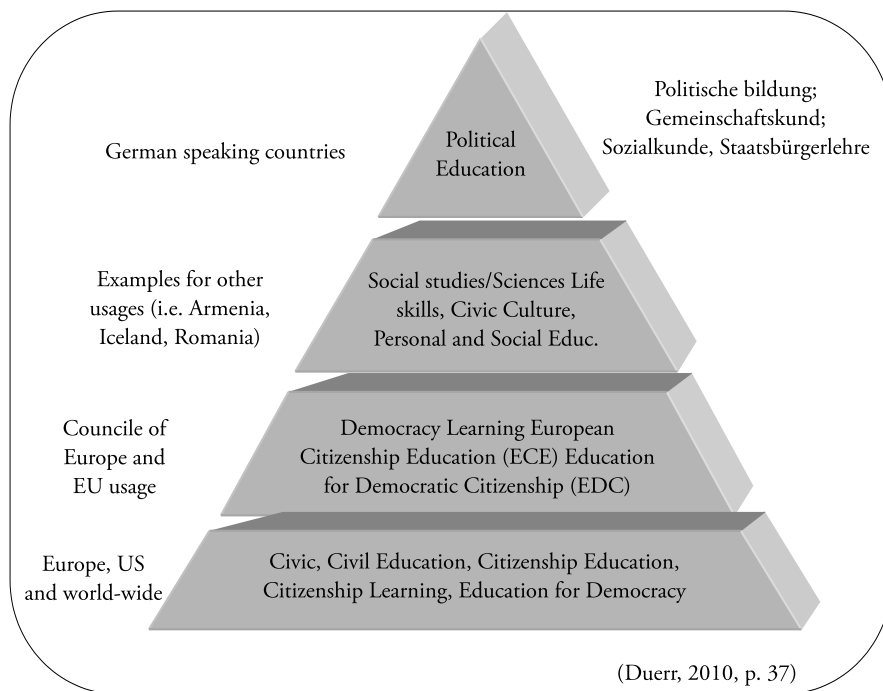 Politische bildung;
Gemeinschaftskund;
Sozialkunde, Staatsbürgerlehre
German speaking countries
Political
Education
Examples for other
usages (i.e. Armenia,
Iceland, Romania)
Social studies/Sciences Life
skills, Civic Culture,
Personal and Social Educ.
Councile of
Europe and
EU usage
Democracy Learning European
Citizenship Education (ECE) Education
for Democratic Citizenship (EDC)
Europe, US
and world-wide
Civic, Civil Education, Citizenship Education,
Citizenship Learning, Education for Democracy
(Duerr, 2010, p. 37)